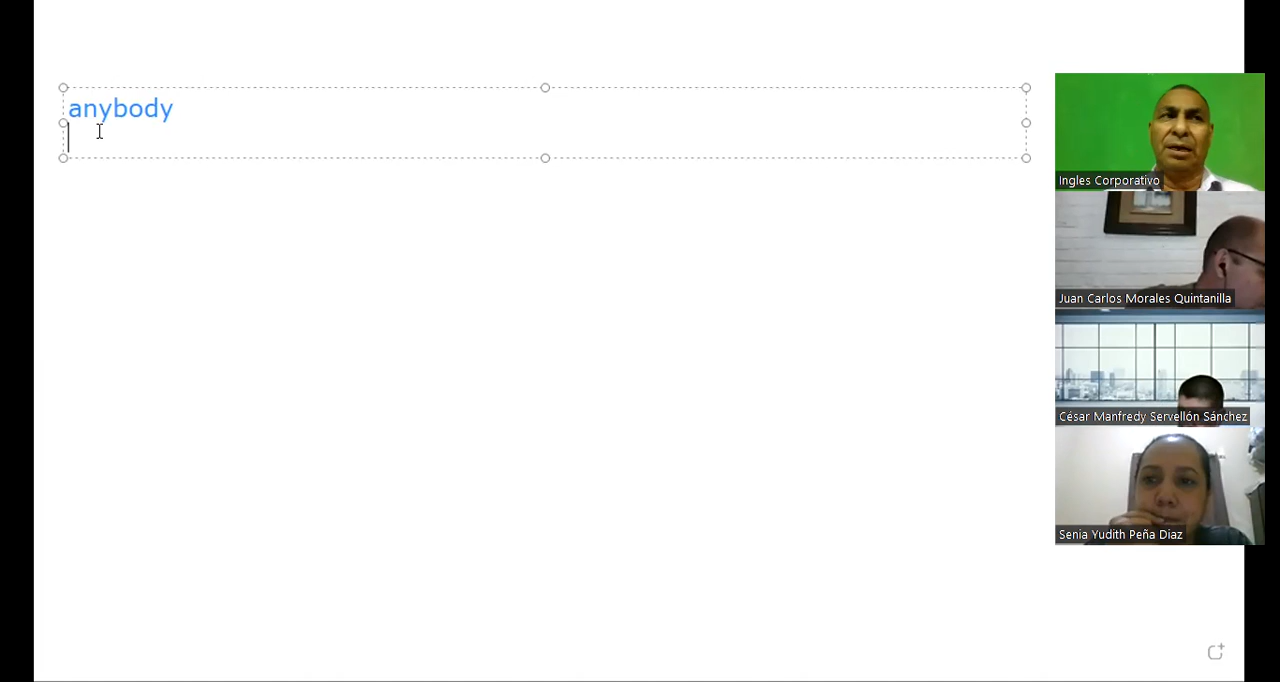 anybody
Ingles Corporativo
Juan Carlos Morales Quintanilla
César Manfredy Servellón Sánchez
Senia Yudith Peña Diaz